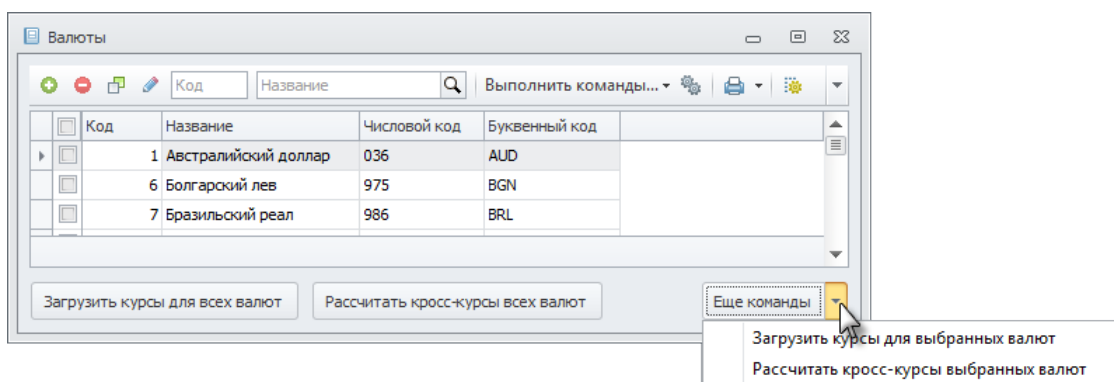 Валюты
Код Название Выполнить команды...
Код Название Числовой код Буквенный код
1 Австралийский доллар 036 AUD
6 Болгарский лев 975 BGN
7 Бразильский реал 986 BRL
Загрузить курсы для всех валют Рассчитать кросс-курсы всех валют Еще команды
Загрузить курсы для выбранных валют
Рассчитать кросс-курсы выбранных валют